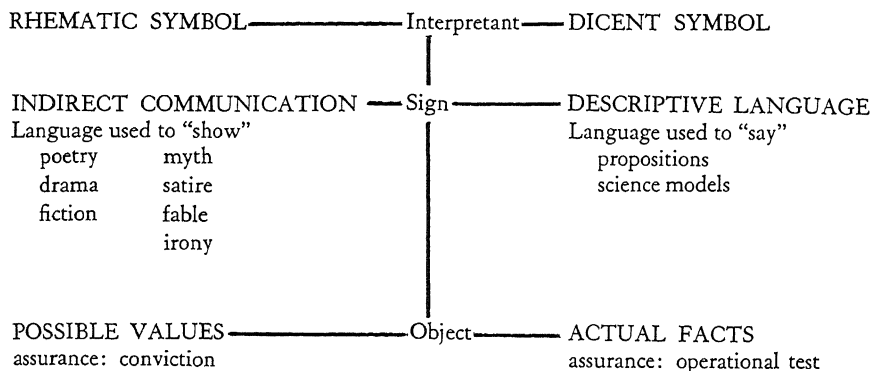 RHEMATIC SYMBOL Interpretant DICENT SYMBOL
INDIRECT COMMUNICATION Sign DESCRIPTIVE LANGUAGE
Language used to “show”
poetry myth
drama satire
fiction fable
irony
Language used to “say”
propositions
science models
POSSIBLE VALUES Object ACTUAL FACTS
assurance: conviction
assurance: operational test